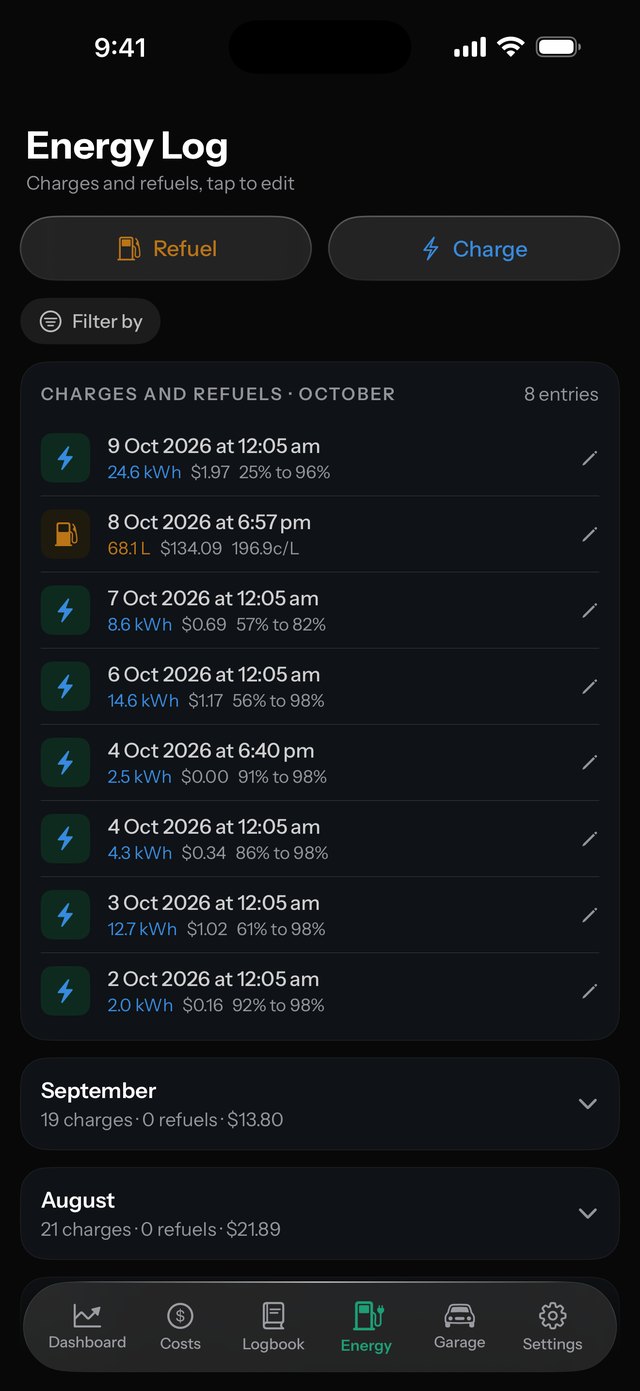 9:41
Energy Log
Charges and refuels, tap to edit
Refuel
Charge
Filter by
CHARGES AND REFUELS · OCTOBER 8 entries
9 Oct 2026 at 12:05 am
24.6 kWh $1.97 25% to 96%
8 Oct 2026 at 6:57 pm
68.1 L $134.09 196.9c/L
7 Oct 2026 at 12:05 am
8.6 kWh $0.69 57% to 82%
6 Oct 2026 at 12:05 am
14.6 kWh $1.17 56% to 98%
4 Oct 2026 at 6:40 pm
2.5 kWh $0.00 91% to 98%
4 Oct 2026 at 12:05 am
4.3 kWh $0.34 86% to 98%
3 Oct 2026 at 12:05 am
12.7 kWh $1.02 61% to 98%
2 Oct 2026 at 12:05 am
2.0 kWh $0.16 92% to 98%
September
19 charges · 0 refuels · $13.80
August
21 charges · 0 refuels · $21.89
Dashboard Costs Logbook Energy Garage Settings